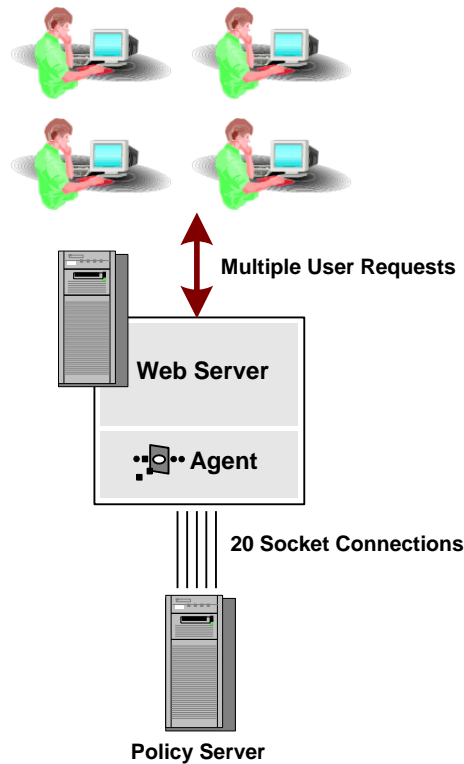 Multiple User Requests
Web Server
Agent
20 Socket Connections
Policy Server